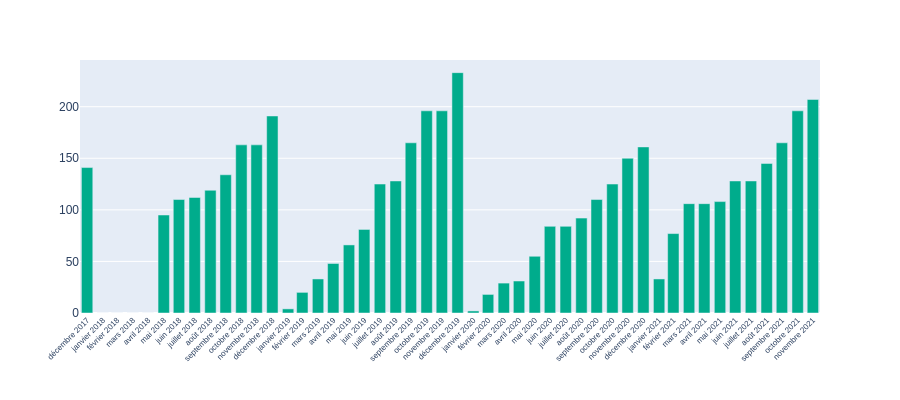 200
150
100
50
0
décembre 2017
janvier 2018
février 2018
mars 2018
avril 2018
mai 2018
juin 2018
juillet 2018
août 2018
septembre 2018
octobre 2018
novembre 2018
décembre 2018
janvier 2019
février 2019
mars 2019
avril 2019
mai 2019
juin 2019
juillet 2019
août 2019
septembre 2019
octobre 2019
novembre 2019
décembre 2019
janvier 2020
février 2020
mars 2020
avril 2020
mai 2020
juin 2020
juillet 2020
août 2020
septembre 2020
octobre 2020
novembre 2020
décembre 2020
janvier 2021
février 2021
mars 2021
avril 2021
mai 2021
juin 2021
juillet 2021
août 2021
septembre 2021
octobre 2021
novembre 2021